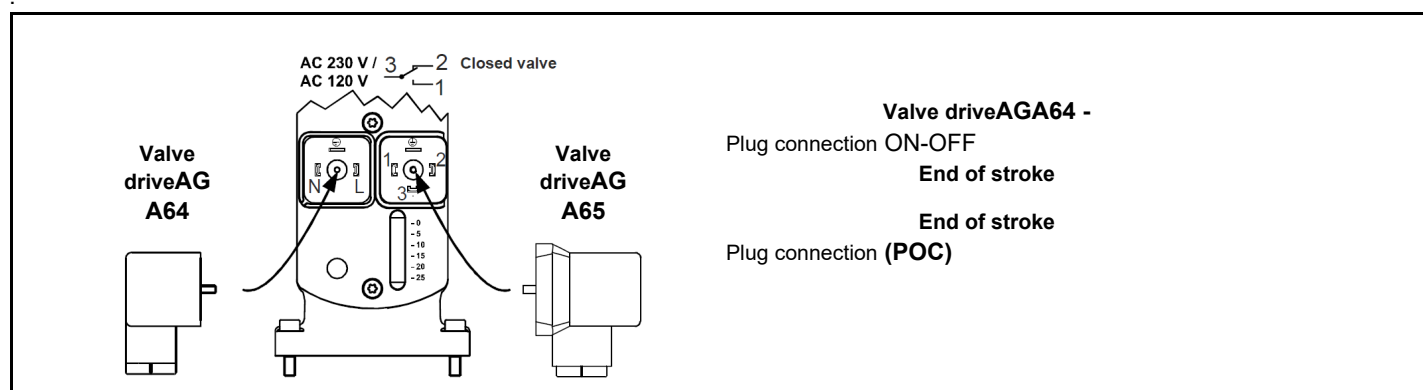 .
AC 230 V / 3 2 Closed valve
AC 120 V 1
Valve
driveAG
A64
N L
1 2
3
- 0
- 5
- 10
- 15
- 20
- 25
Valve
driveAG
A65
Valve driveAGA64 -
Plug connection ON-OFF
End of stroke
End of stroke
Plug connection (POC)